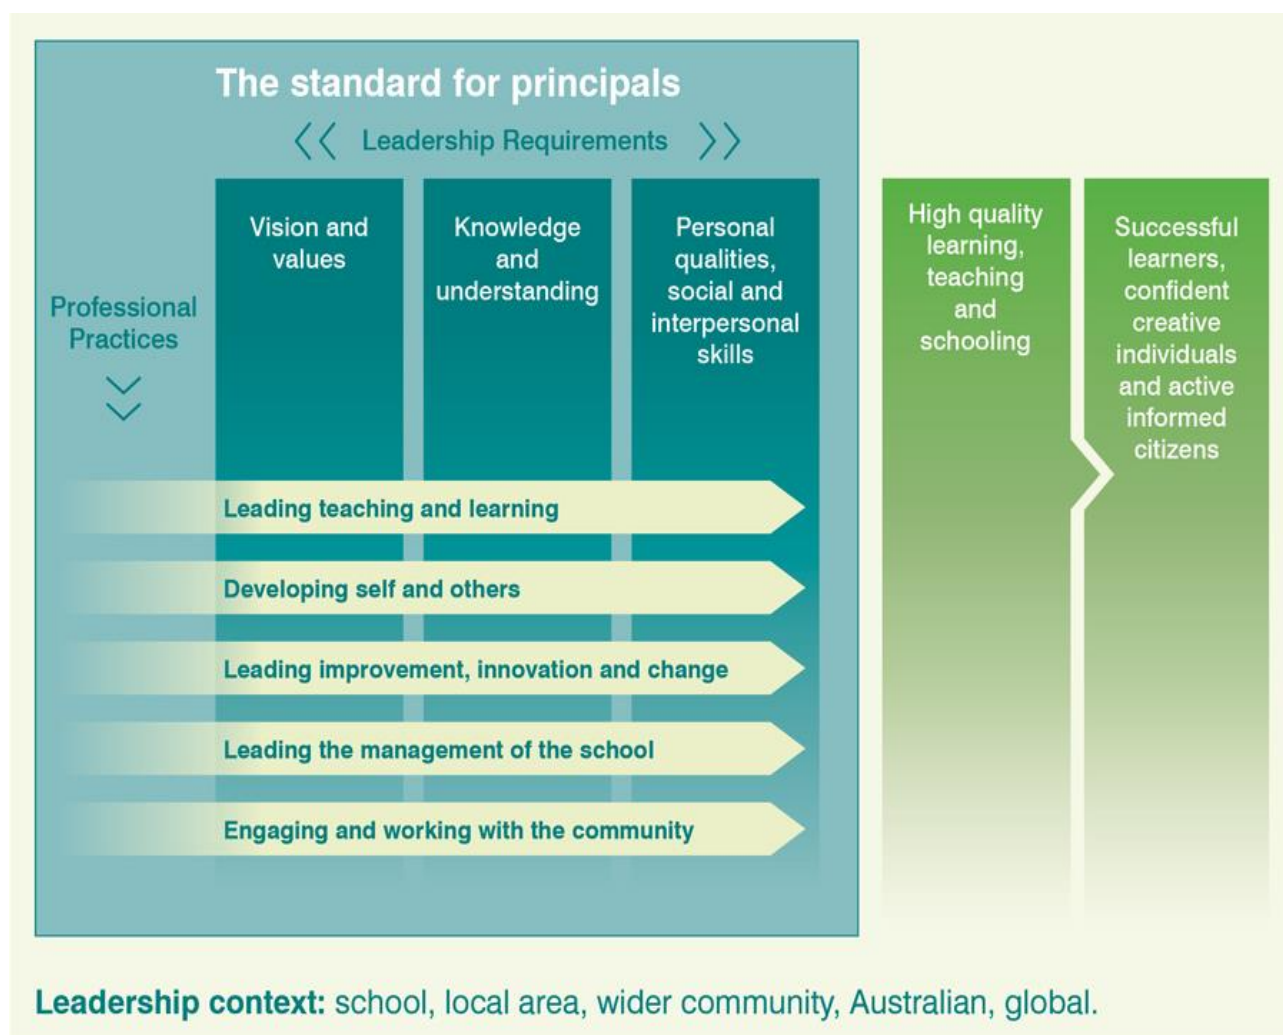 The standard for principals
Leadership Requirements
Professional
Practices
Vision and
values
Knowledge
and
understanding
Personal
qualities,
social and
interpersonal
skills
Leading teaching and learning
Developing self and others
Leading improvement, innovation and change
Leading the management of the school
Engaging and working with the community
High quality
learning,
teaching
and
schooling
Successful
learners,
confident
creative
individuals
and active
informed
citizens
Leadership context: school, local area, wider community, Australian, global.